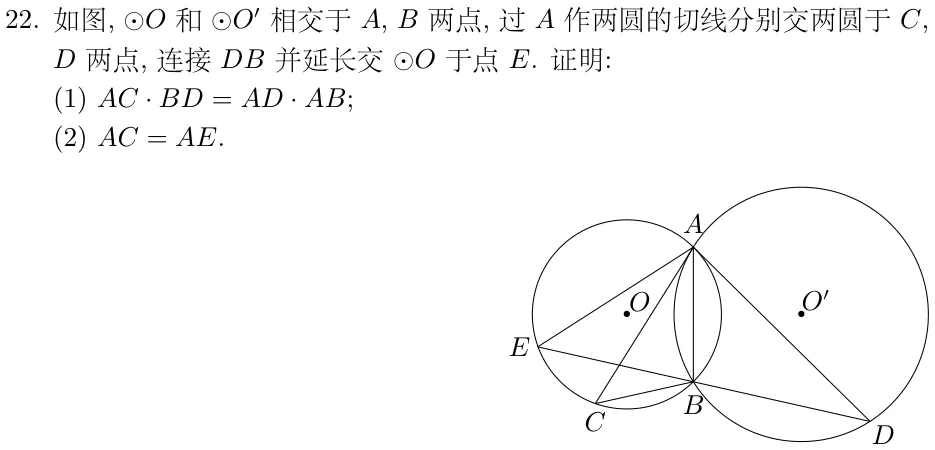 22. 如图, ⊙O 和 ⊙O′ 相交于 A, B 两点, 过 A 作两圆的切线分别交两圆于 C,
D 两点, 连接 DB 并延长交 ⊙O 于点 E. 证明:
(1) AC · BD = AD · AB;
(2) AC = AE.
A
O
O′
E
B
C
D